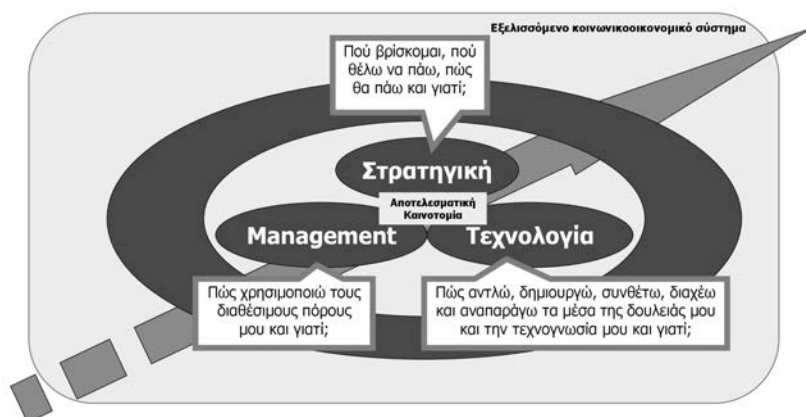 Εξελισσόμενο κοινωνικοοικονομικό σύστημα
Πού βρίσκομαι, πού
θέλω να πάω, πώς
θα πάω και γιατί;
Στρατηγική
Αποτελεσματική
Καινοτομία
Management
Τεχνολογία
Πώς χρησιμοποιώ τους
διαθέσιμους πόρους
μου και γιατί;
Πώς αντλώ, δημιουργώ, συνθέτω, διαχέω
και αναπαράγω τα μέσα της δουλειάς μου
και την τεχνογνωσία μου και γιατί;